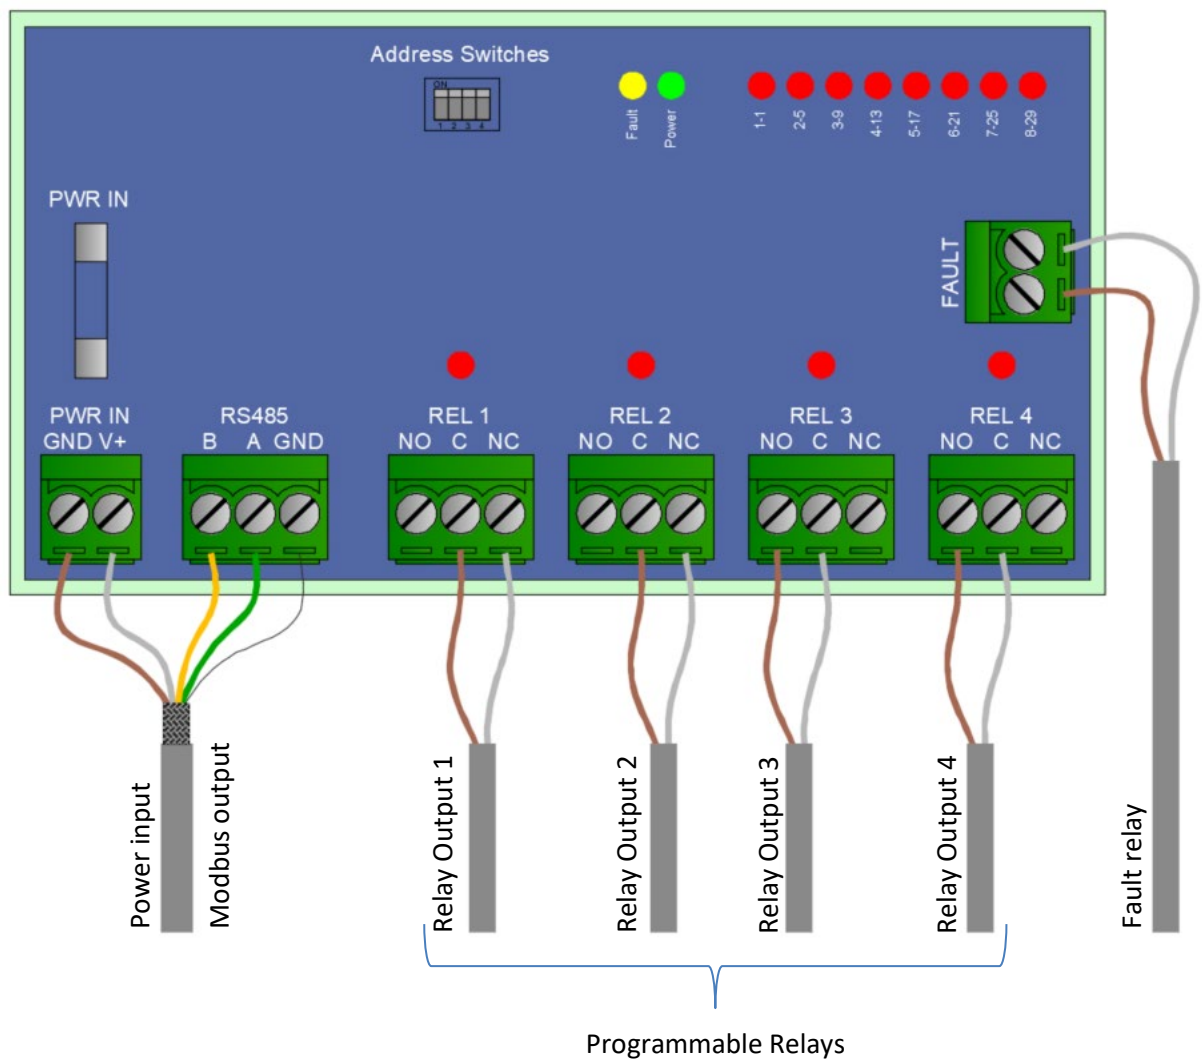 Address Switches
ON
1 2 3 4
Fault
Power
1-1
2-5
3-9
4-13
5-17
6-21
7-25
8-29
PWR IN
FAULT
PWR IN
GND V+
RS485
B A GND
REL 1
NO C NC
REL 2
NO C NC
REL 3
NO C NC
REL 4
NO C NC
Power input
Modbus output
Relay Output 1
Relay Output 2
Relay Output 3
Relay Output 4
Fault relay
Programmable Relays